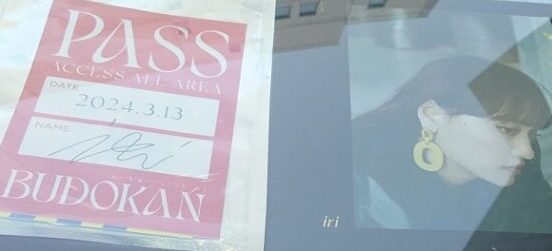 PASS
ACCESS ALL AREA
DATE
2024.3.13
NAME
BUDOKAN
iri